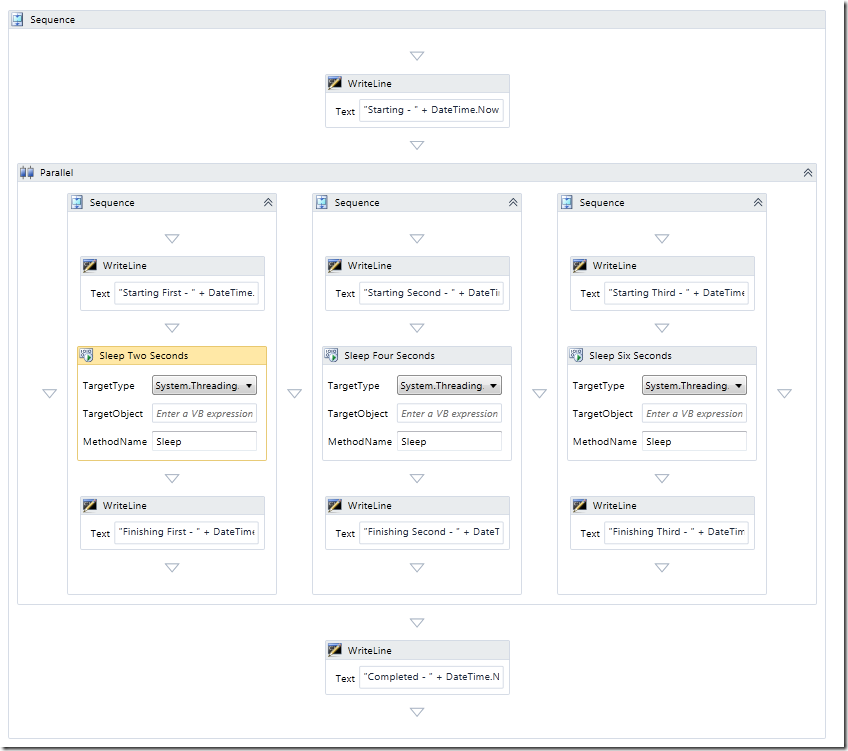 Sequence
WriteLine
Text "Starting - " + DateTime.Now
Parallel
Sequence Sequence Sequence
WriteLine WriteLine WriteLine
Text "Starting First - " + DateTime. Text "Starting Second - " + DateTi Text "Starting Third - " + DateTime
Sleep Two Seconds Sleep Four Seconds Sleep Six Seconds
TargetType System.Threading. TargetType System.Threading. TargetType System.Threading.
TargetObject Enter a VB expression TargetObject Enter a VB expression TargetObject Enter a VB expression
MethodName Sleep MethodName Sleep MethodName Sleep
WriteLine WriteLine WriteLine
Text "Finishing First - " + DateTime Text "Finishing Second - " + DateT Text "Finishing Third - " + DateTim
WriteLine
Text "Completed - " + DateTime.N